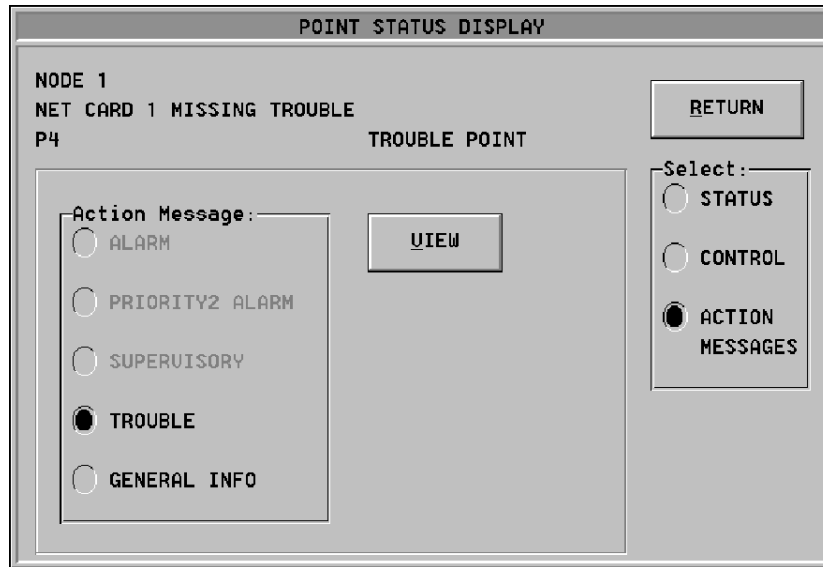 POINT STATUS DISPLAY
NODE 1
NET CARD 1 MISSING TROUBLE
P4 TROUBLE POINT
RETURN
Action Message:
ALARM
PRIORITY2 ALARM
SUPERVISORY
TROUBLE
GENERAL INFO
VIEW
Select:
STATUS
CONTROL
ACTION
MESSAGES